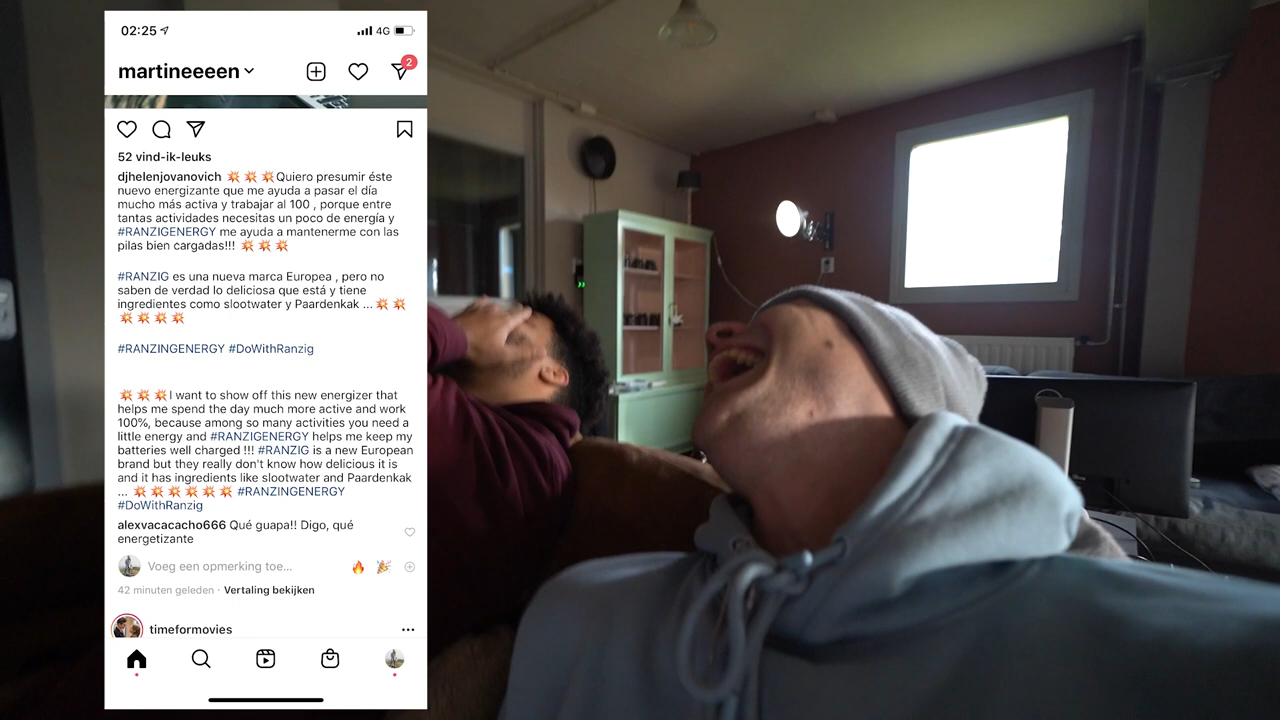 02:25
4G
martineeeen
2
52 vind-ik-leuks
djhelenjovanovich 💥 💥 💥Quiero presumir éste
nuevo energizante que me ayuda a pasar el día
mucho más activa y trabajar al 100 , porque entre
tantas actividades necesitas un poco de energía y
#RANZIGENERGY me ayuda a mantenerme con las
pilas bien cargadas!!! 💥 💥 💥
#RANZIG es una nueva marca Europea , pero no
saben de verdad lo deliciosa que está y tiene
ingredientes como slootwater y Paardenkak ... 💥 💥
💥 💥 💥 💥
#RANZINGENERGY #DoWithRanzig
💥 💥 💥I want to show off this new energizer that
helps me spend the day much more active and work
100%, because among so many activities you need a
little energy and #RANZIGENERGY helps me keep my
batteries well charged !!! #RANZIG is a new European
brand but they really don't know how delicious it is
and it has ingredients like slootwater and Paardenkak
... 💥 💥 💥 💥 💥 💥 #RANZINGENERGY
#DoWithRanzig
alexvacacacho666 Qué guapa!! Digo, qué
energetizante
Voeg een opmerking toe... 🔥 🎉
42 minuten geleden · Vertaling bekijken
timeformovies